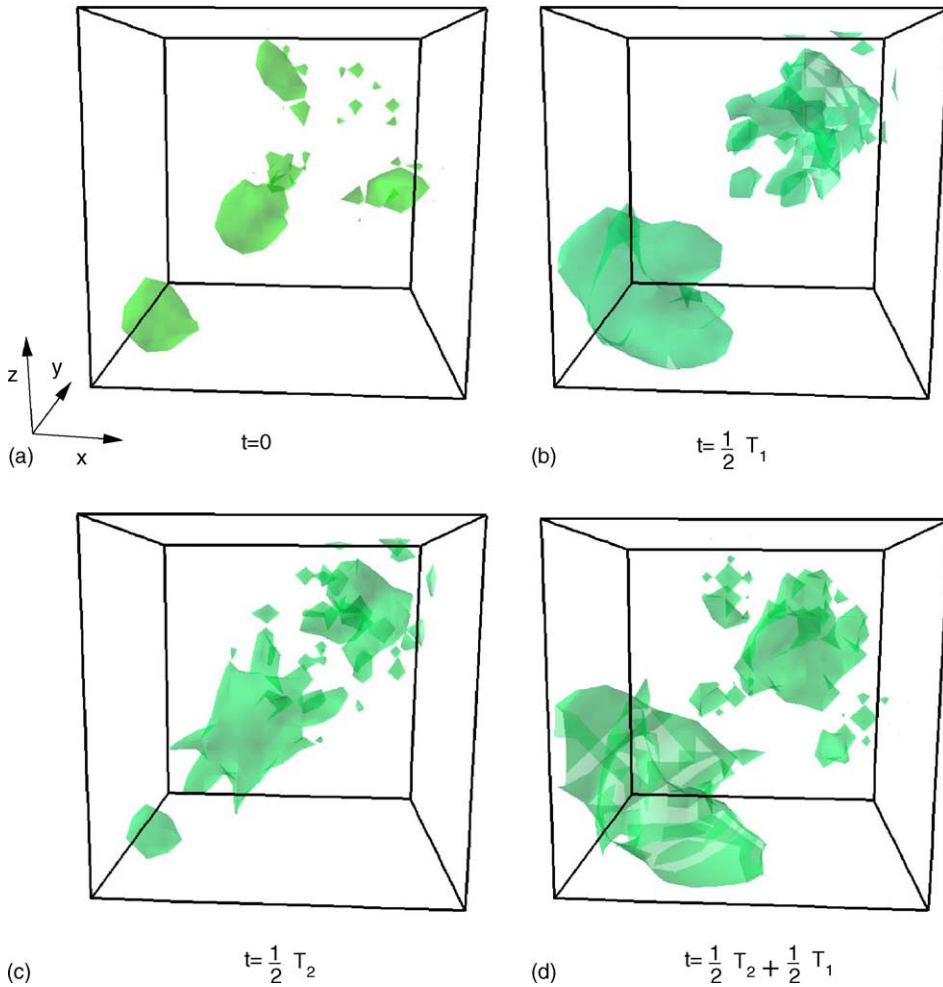 z
y
x
(a)
t=0
(b)
t=1/2 T₁
(c)
t=1/2 T₂
(d)
t=1/2 T₂ + 1/2 T₁